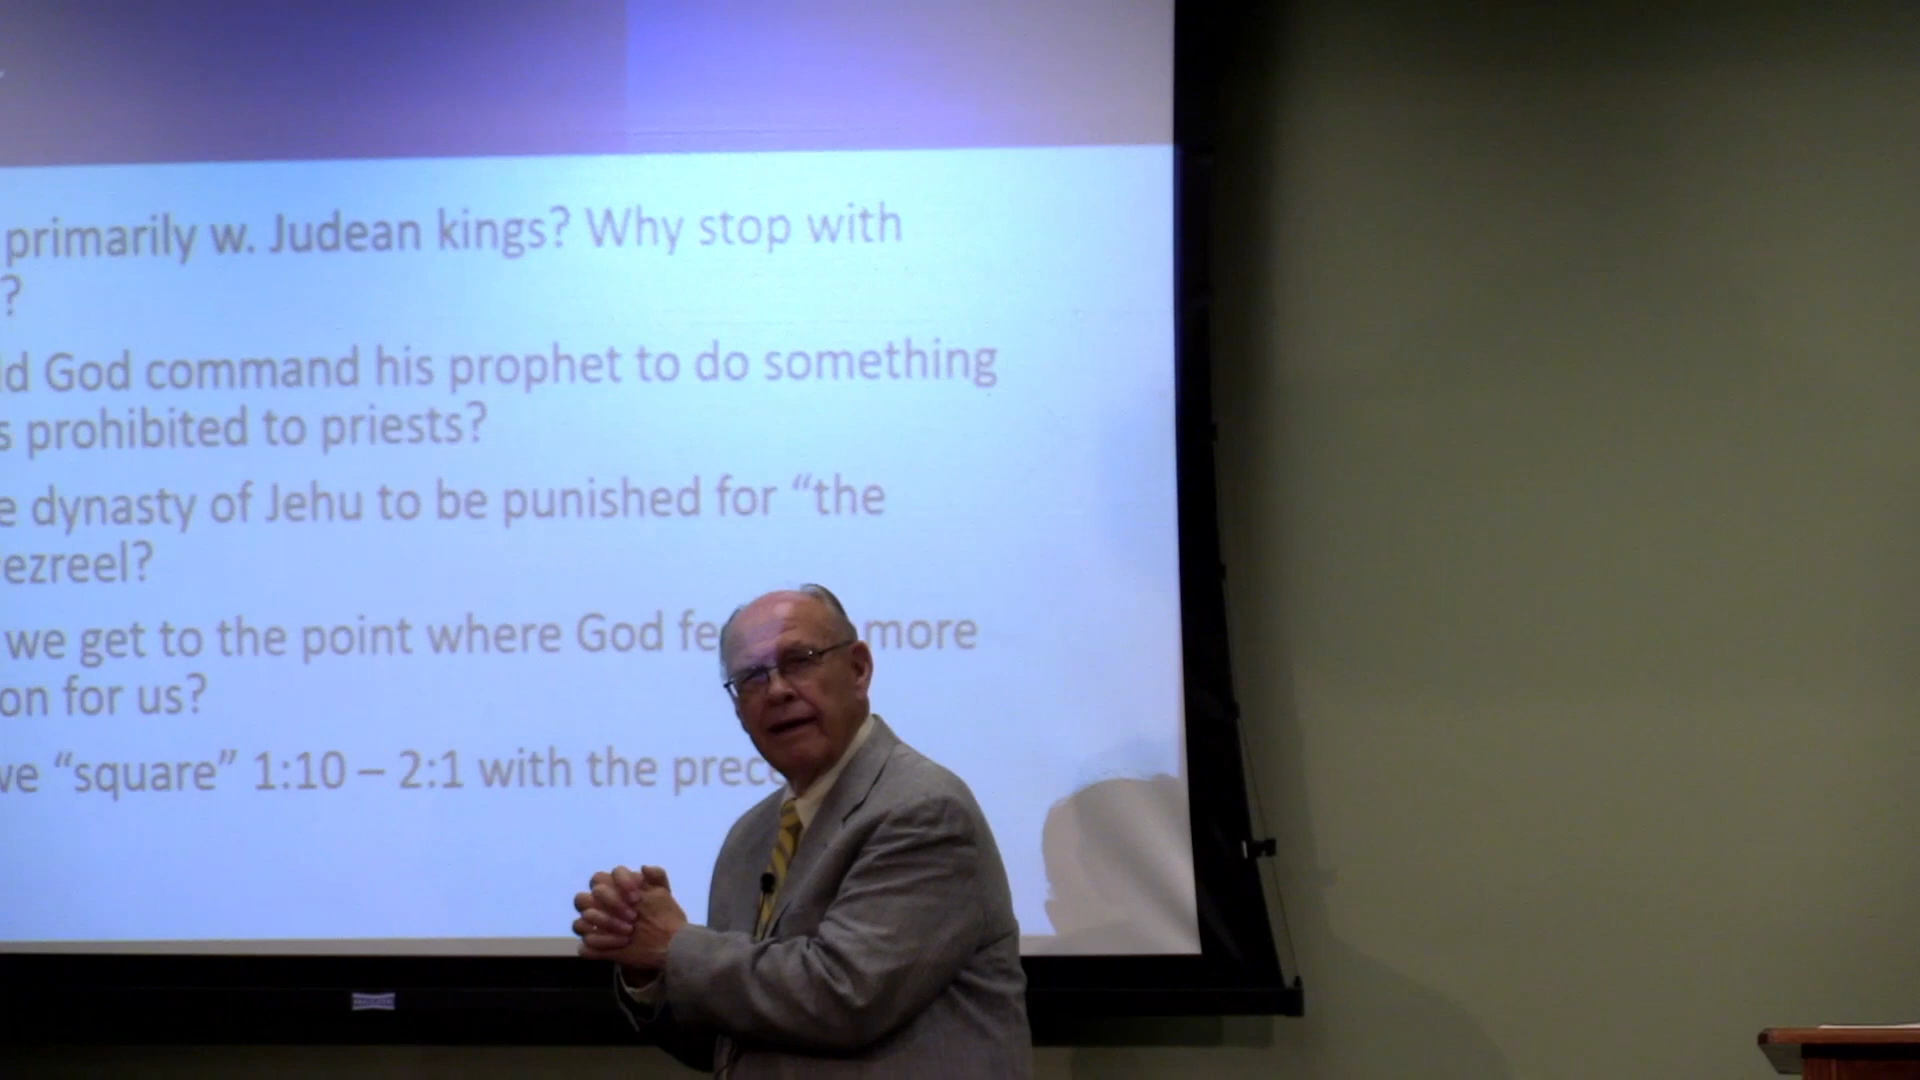 primarily w. Judean kings? Why stop with
?
ld God command his prophet to do something
s prohibited to priests?
e dynasty of Jehu to be punished for “the
ezreel?
we get to the point where God fe more
on for us?
ve “square” 1:10 – 2:1 with the prece